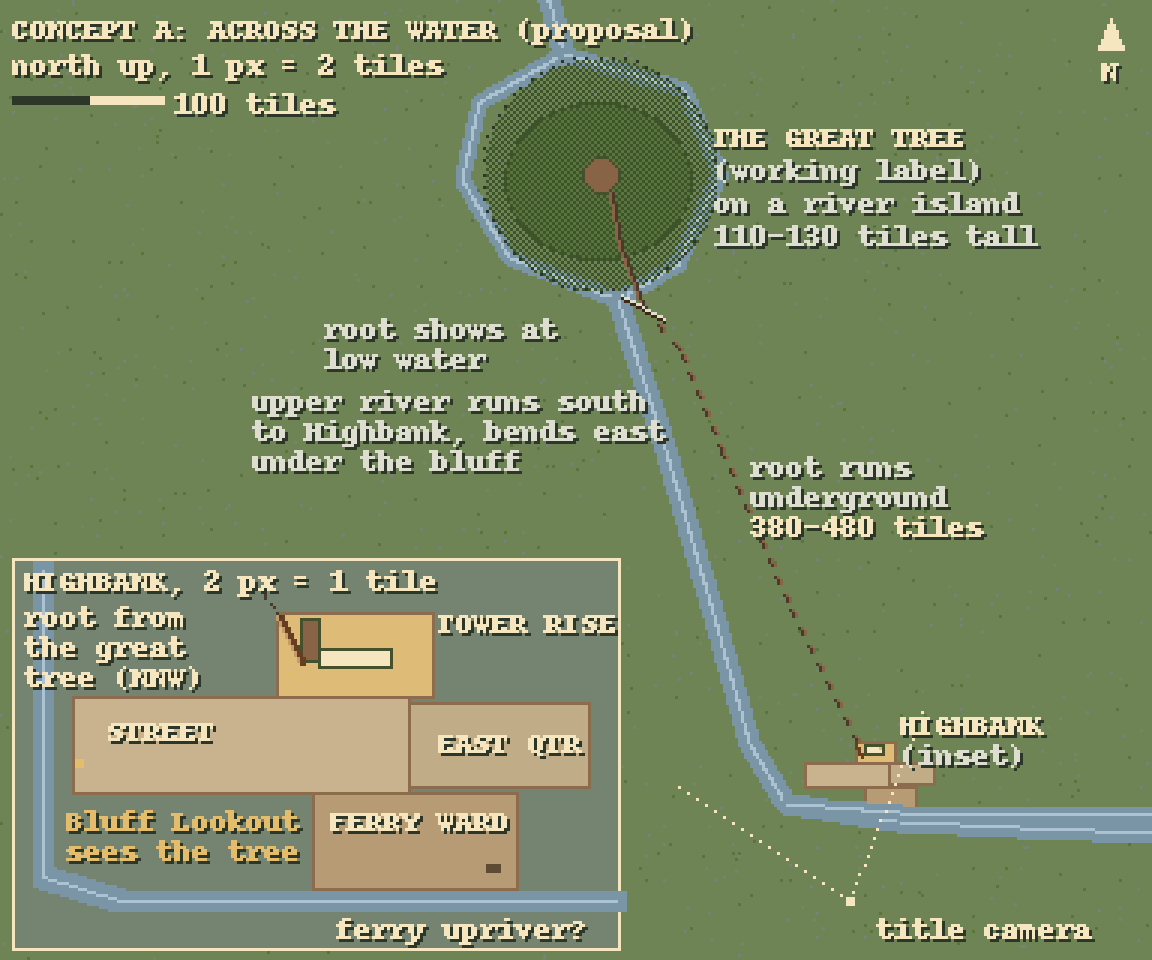 CONCEPT A: ACROSS THE WATER (proposal)
north up, 1 px = 2 tiles
100 tiles
N
THE GREAT TREE
(working label)
on a river island
110-130 tiles tall
root shows at
low water
upper river runs south
to Highbank, bends east
under the bluff
root runs
underground
380-480 tiles
HIGHBANK
(inset)
title camera
HIGHBANK, 2 px = 1 tile
root from
the great
tree (NNW)
TOWER RISE
STREET
EAST QTR
Bluff Lookout
sees the tree
FERRY WARD
ferry upriver?